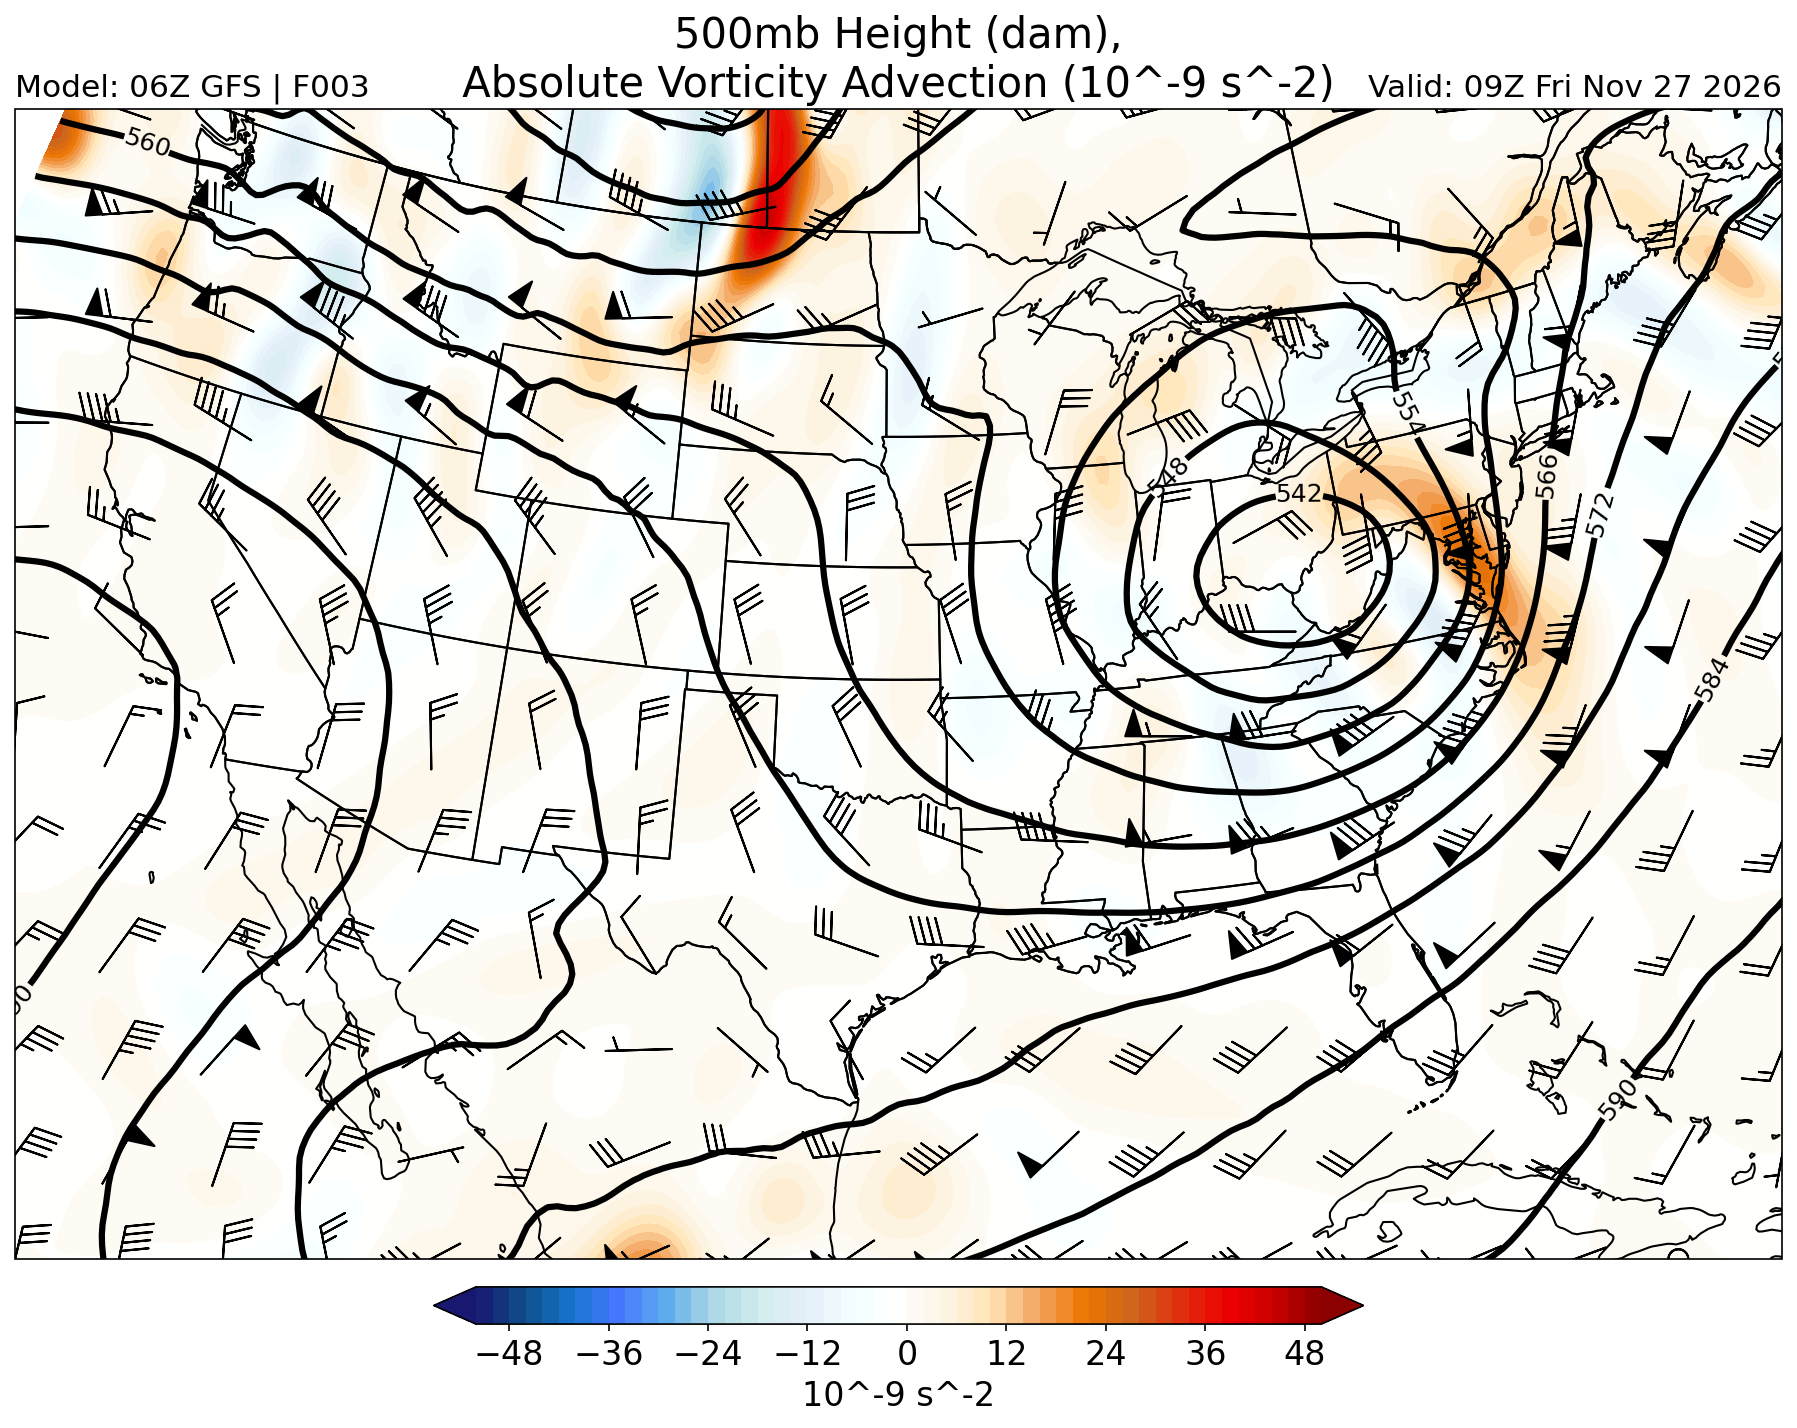 500mb Height (dam),
Model: 06Z GFS | F003
Absolute Vorticity Advection (10^-9 s^-2)
Valid: 09Z Fri Nov 27 2026
560
554
548
542
566
572
584
590
−48 −36 −24 −12 0 12 24 36 48
10^-9 s^-2